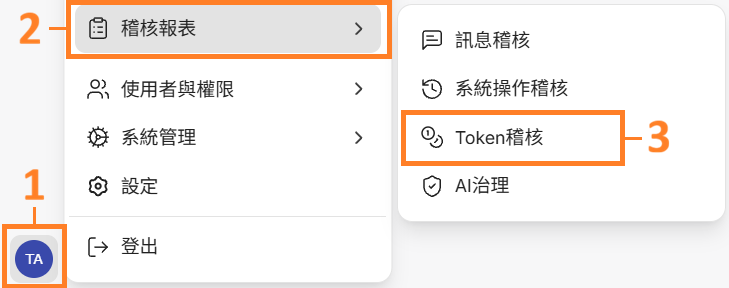 2
稽核報表
使用者與權限
系統管理
設定
登出
1
TA
訊息稽核
系統操作稽核
Token稽核
3
AI治理